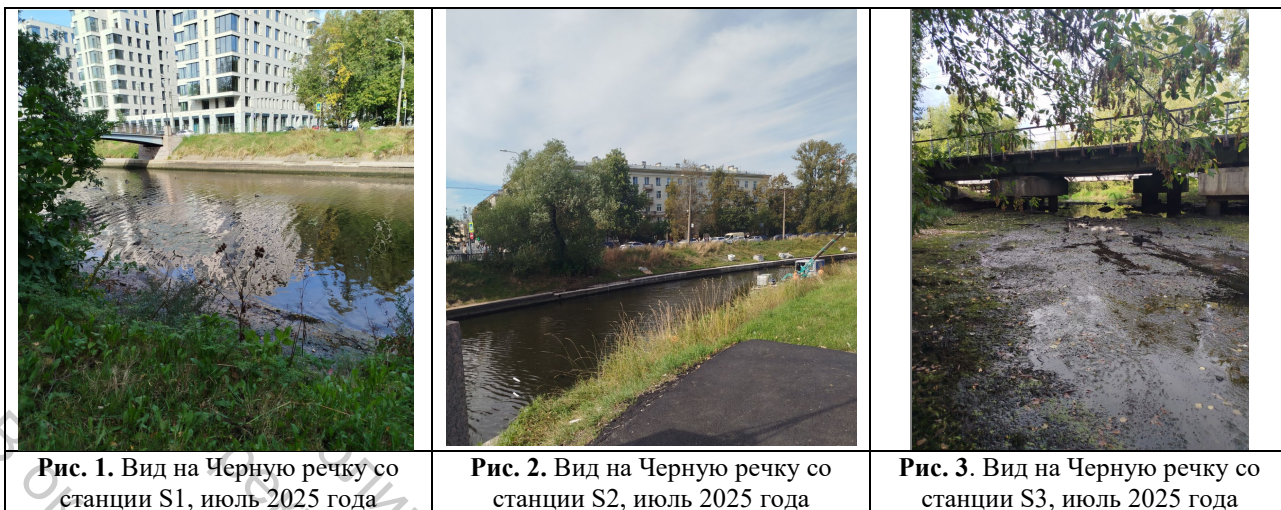 Рис. 1. Вид на Черную речку со
станции S1, июль 2025 года
Рис. 2. Вид на Черную речку со
станции S2, июль 2025 года
Рис. 3. Вид на Черную речку со
станции S3, июль 2025 года